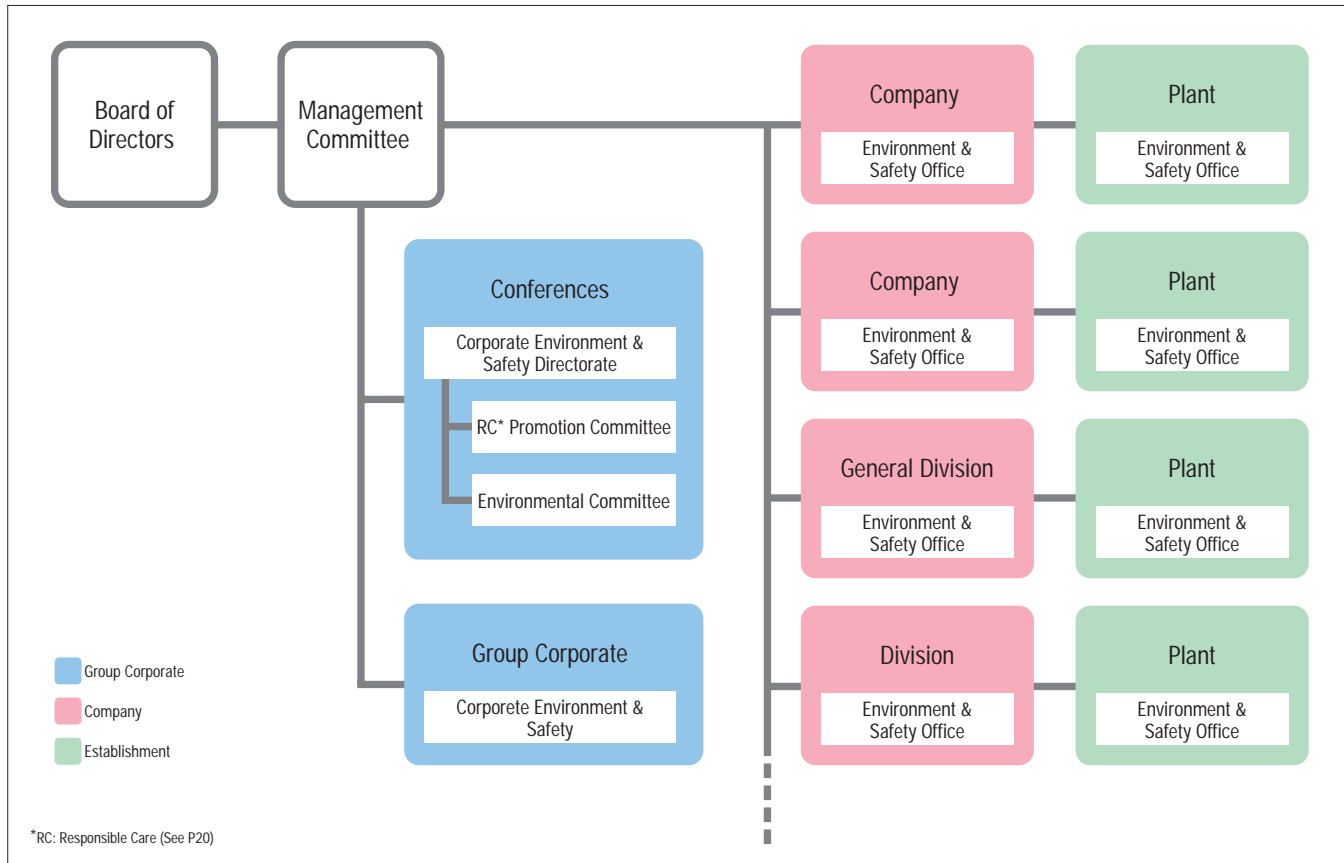 Board of
Directors
Management
Committee
Conferences
Corporate Environment &
Safety Directorate
RC* Promotion Committee
Environmental Committee
Group Corporate
Corporete Environment &
Safety
Company
Environment &
Safety Office
Plant
Environment &
Safety Office
Company
Environment &
Safety Office
Plant
Environment &
Safety Office
General Division
Environment &
Safety Office
Plant
Environment &
Safety Office
Division
Environment &
Safety Office
Plant
Environment &
Safety Office
Group Corporate
Company
Establishment
*RC: Responsible Care (See P20)